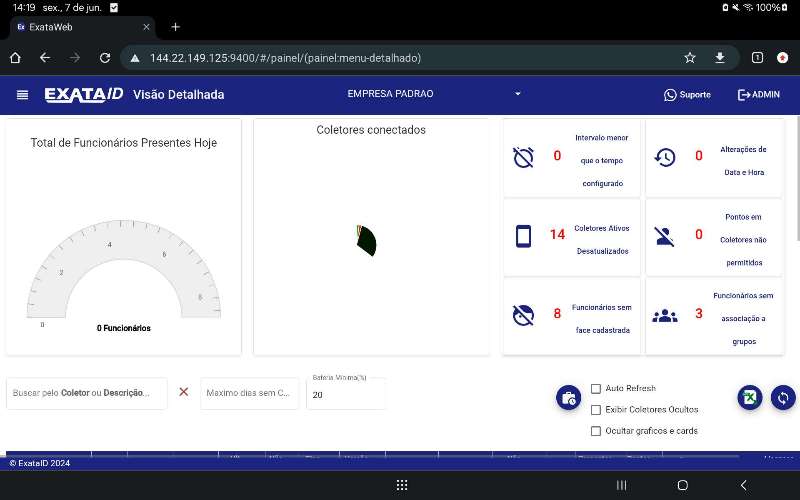 14:19 sex., 7 de jun.
100%
Ex ExataWeb
144.22.149.125:9400/#/painel/(painel:menu-detalhado)
1
EXATAID Visão Detalhada
EMPRESA PADRAO
Suporte
ADMIN
Total de Funcionários Presentes Hoje
0
2
4
6
8
0 Funcionários
Coletores conectados
0
Intervelo menor
que o tempo
configurado
0
Alterações de
Data e Hora
14
Coletores Ativos
Desatualizados
0
Pontos em
Coletores não
permitidos
8
Funcionários sem
face cadastrada
3
Funcionários sem
associação a
grupos
Buscar pelo Coletor ou Descrição...
Maximo dias sem C...
Bateria Mínima(%)
20
Auto Refresh
Exibir Coletores Ocultos
Ocultar graficos e cards
© ExataID 2024